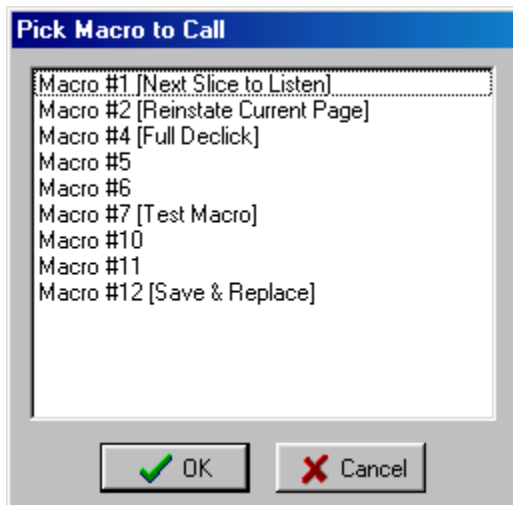 Pick Macro to Call
Macro #1 [Next Slice to Listen]
Macro #2 [Reinstate Current Page]
Macro #4 [Full Declick]
Macro #5
Macro #6
Macro #7 [Test Macro]
Macro #10
Macro #11
Macro #12 [Save & Replace]
OK
Cancel